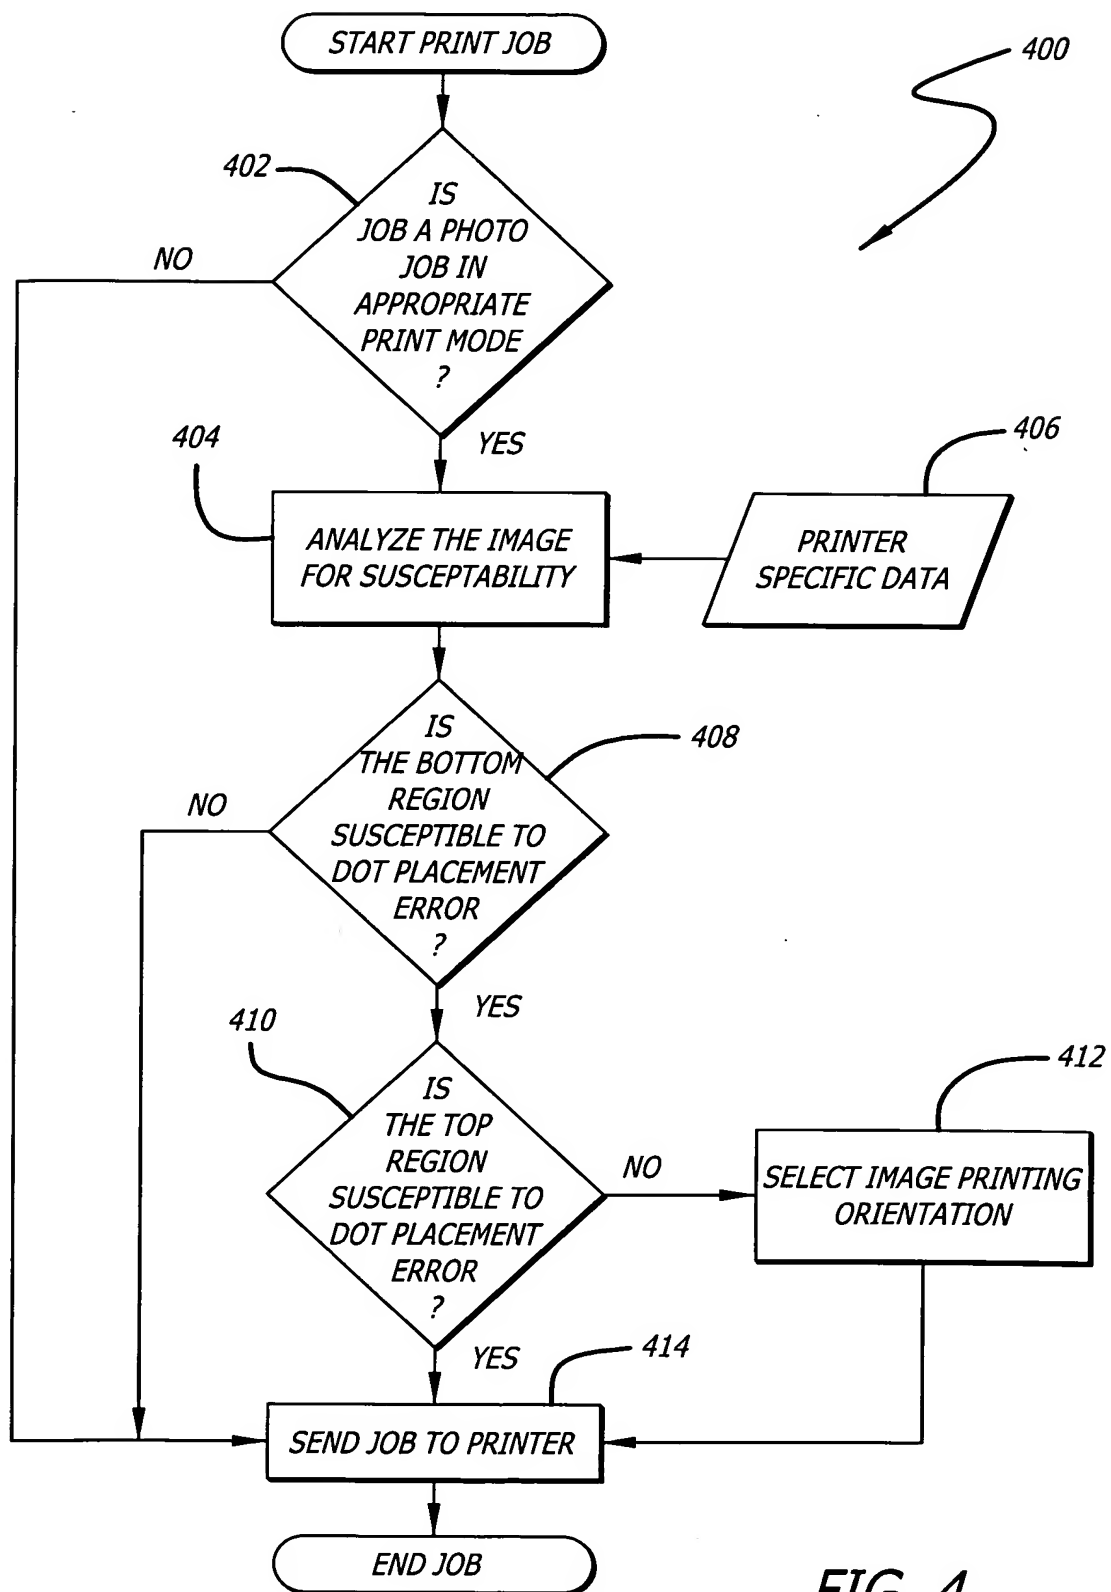 START PRINT JOB
400
402
IS
JOB A PHOTO
JOB IN
APPROPRIATE
PRINT MODE
?
NO
YES
404
406
ANALYZE THE IMAGE
FOR SUSCEPTABILITY
PRINTER
SPECIFIC DATA
IS
THE BOTTOM
REGION
SUSCEPTIBLE TO
DOT PLACEMENT
ERROR
?
408
NO
YES
410
IS
THE TOP
REGION
SUSCEPTIBLE TO
DOT PLACEMENT
ERROR
?
412
NO
SELECT IMAGE PRINTING
ORIENTATION
YES
414
SEND JOB TO PRINTER
END JOB
FIG. 4